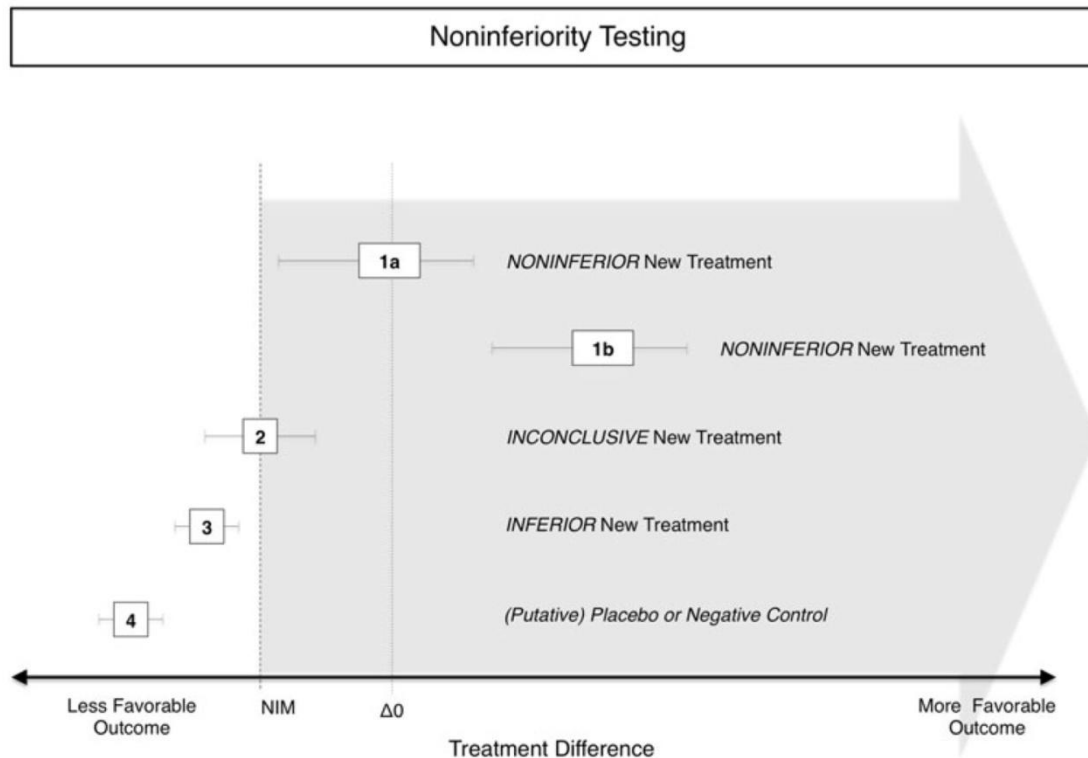 Noninferiority Testing
1a
NONINFERIOR New Treatment
1b
NONINFERIOR New Treatment
2
INCONCLUSIVE New Treatment
3
INFERIOR New Treatment
4
(Putative) Placebo or Negative Control
Less Favorable
Outcome
NIM
Δ0
More Favorable
Outcome
Treatment Difference